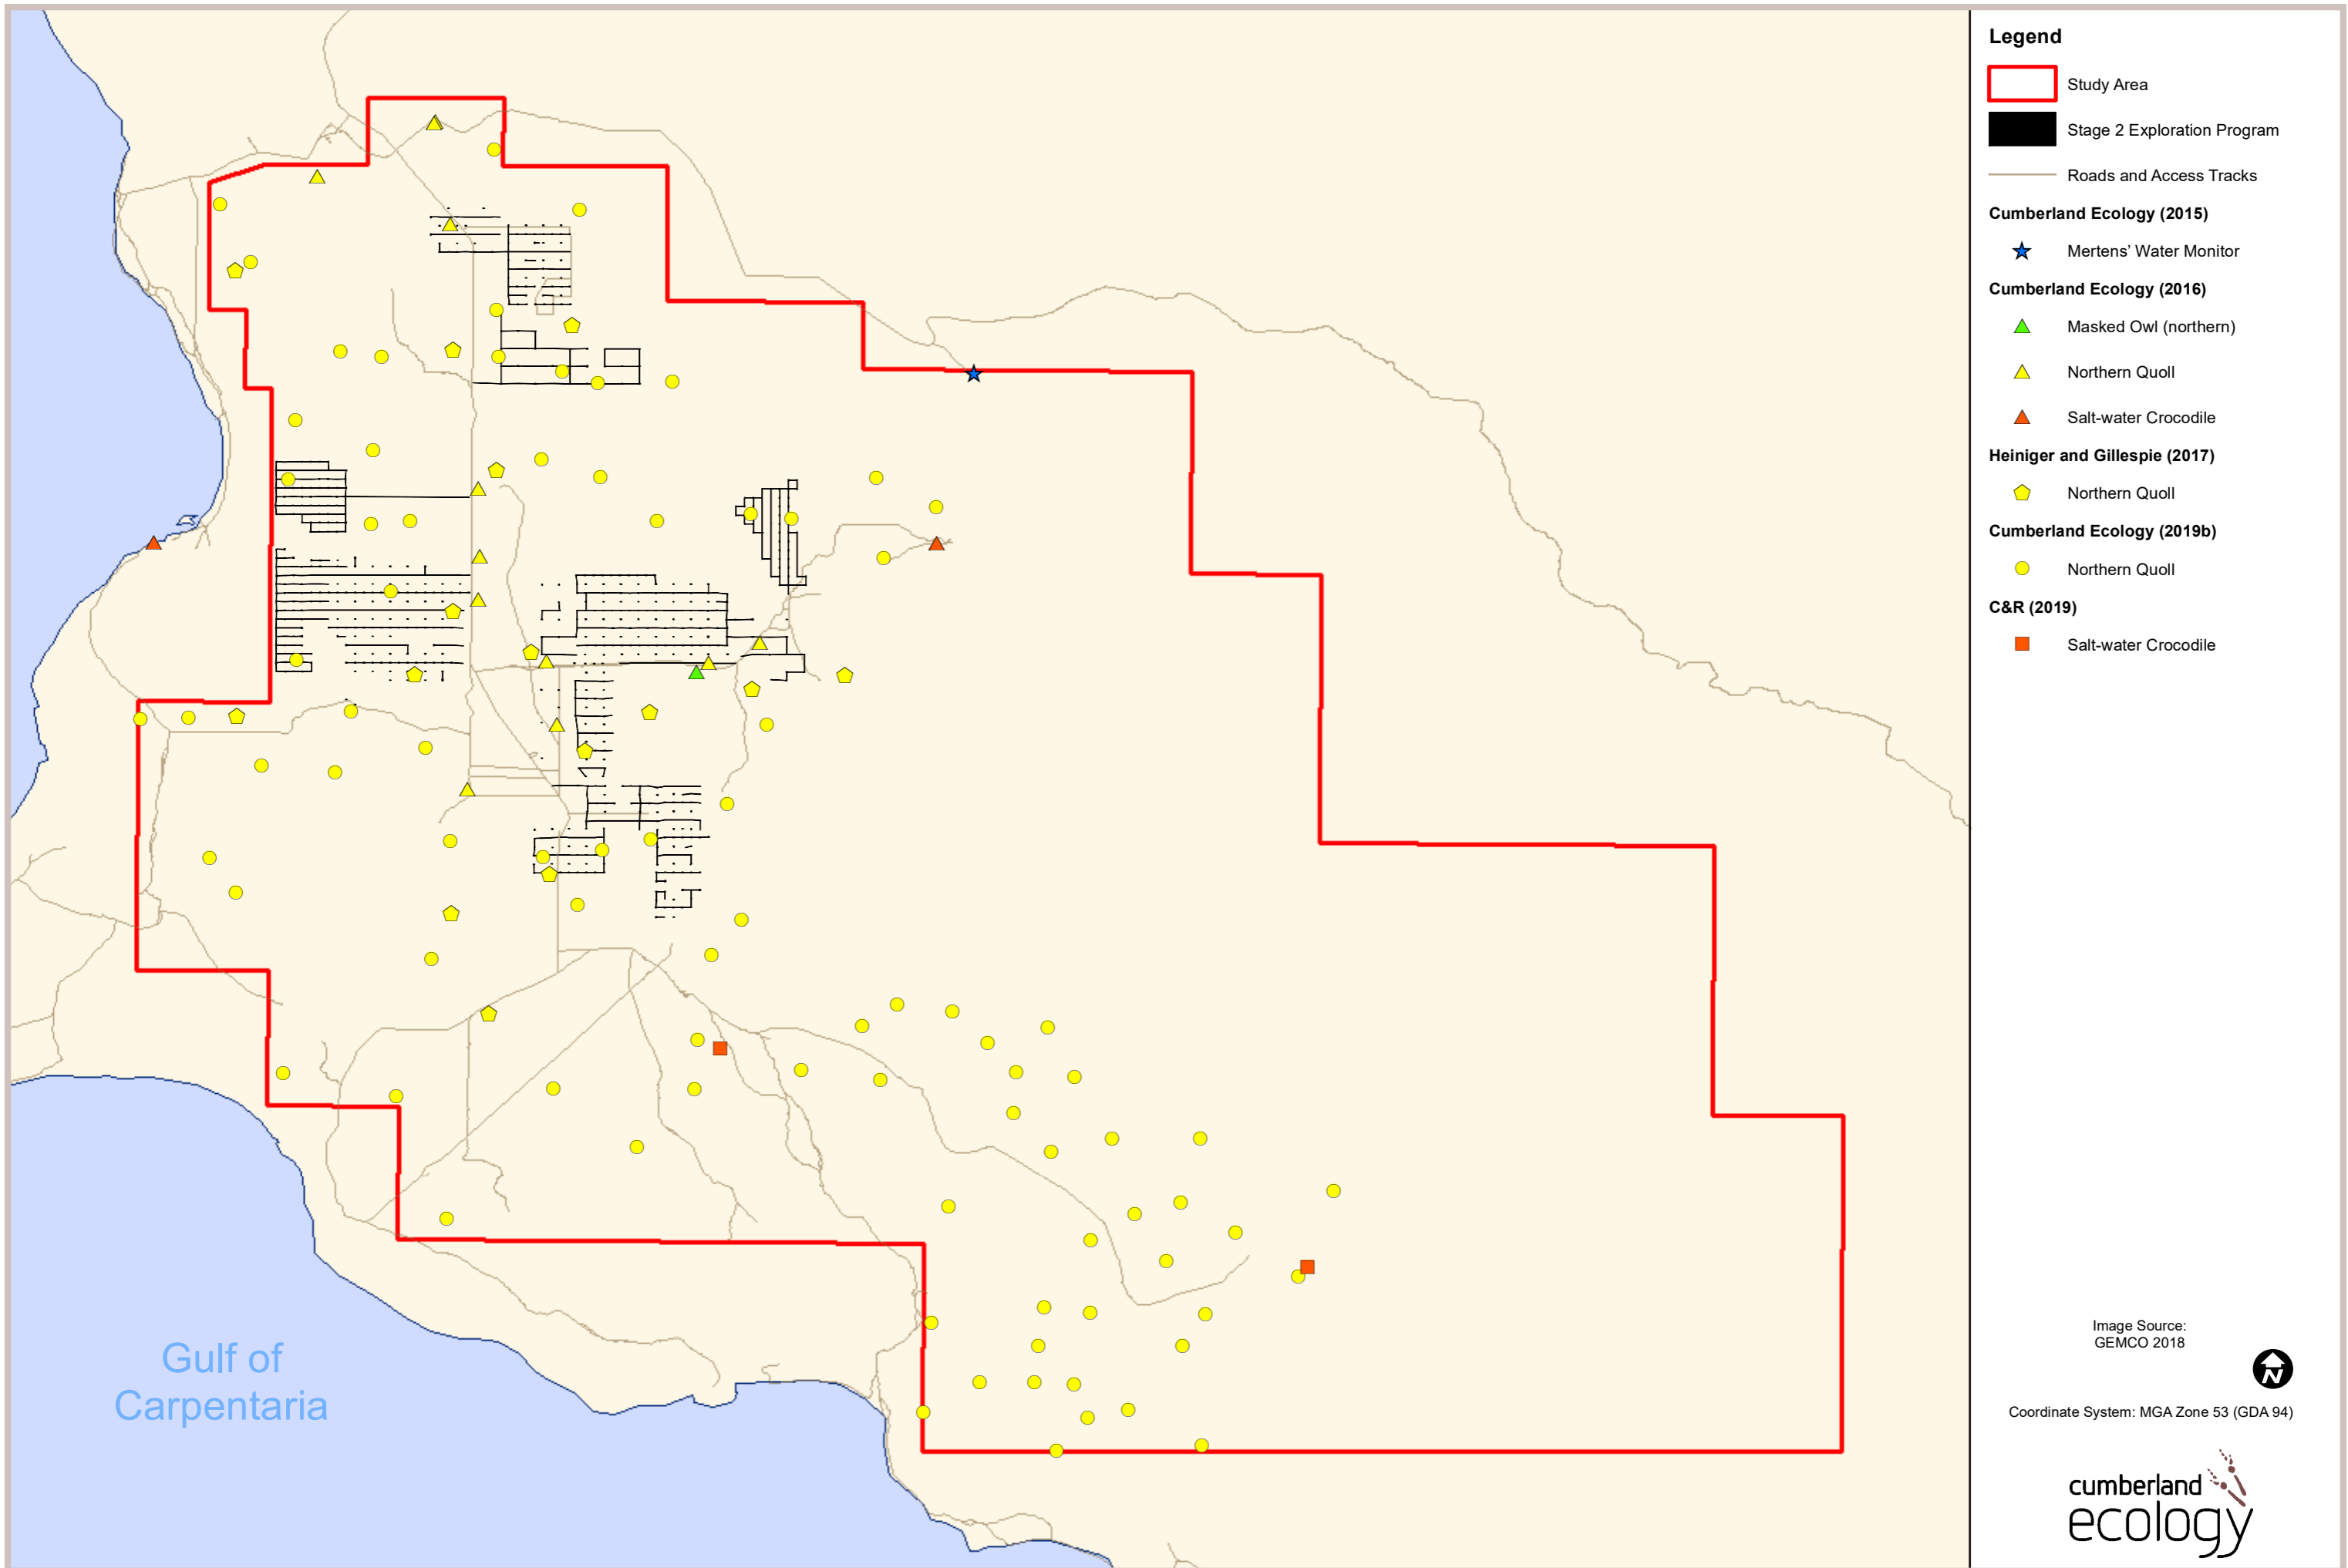 Legend
Study Area
Stage 2 Exploration Program
Roads and Access Tracks
Cumberland Ecology (2015)
Mertens' Water Monitor
Cumberland Ecology (2016)
Masked Owl (northern)
Northern Quoll
Salt-water Crocodile
Heiniger and Gillespie (2017)
Northern Quoll
Cumberland Ecology (2019b)
Northern Quoll
C&R (2019)
Salt-water Crocodile
Gulf of
Carpentaria
Image Source:
GEMCO 2018
N
Coordinate System: MGA Zone 53 (GDA 94)
cumberland
ecology